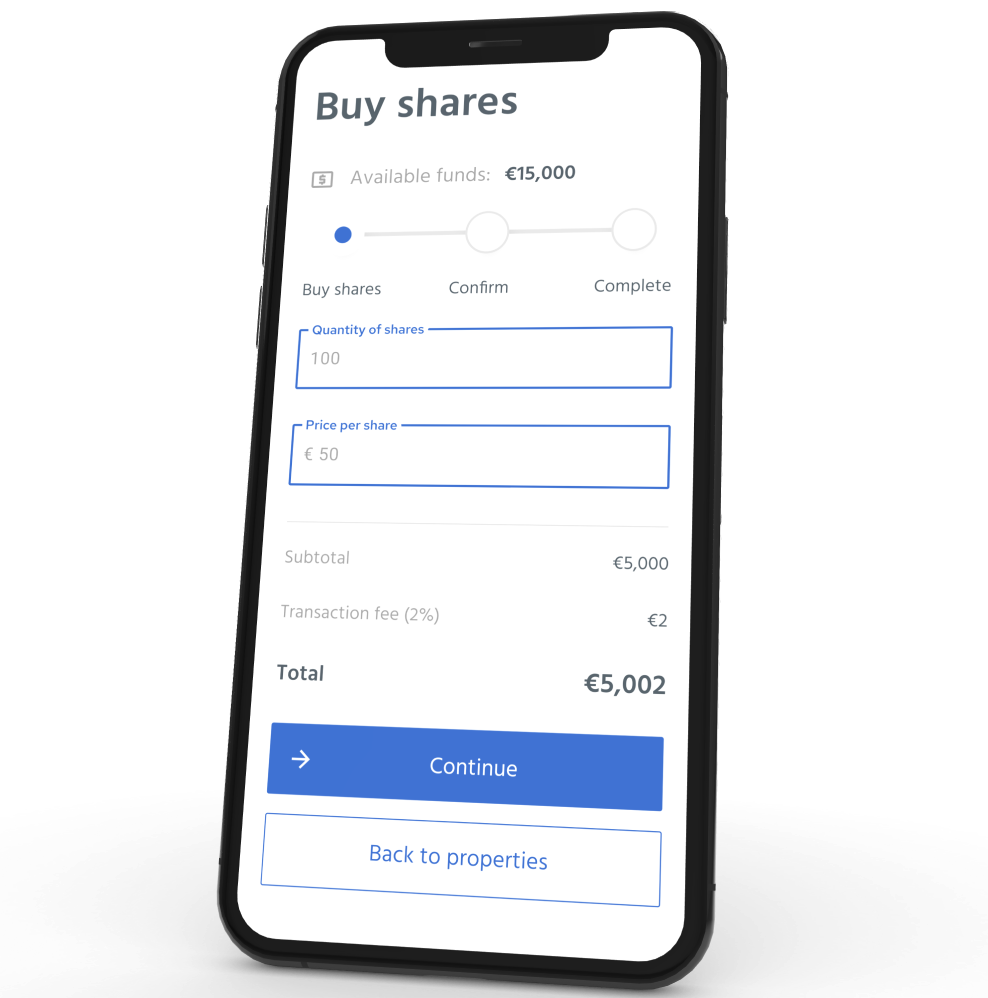 Buy shares
Available funds: €15,000
Buy shares Confirm Complete
Quantity of shares
100
Price per share
€ 50
Subtotal €5,000
Transaction fee (2%) €2
Total €5,002
Continue
Back to properties